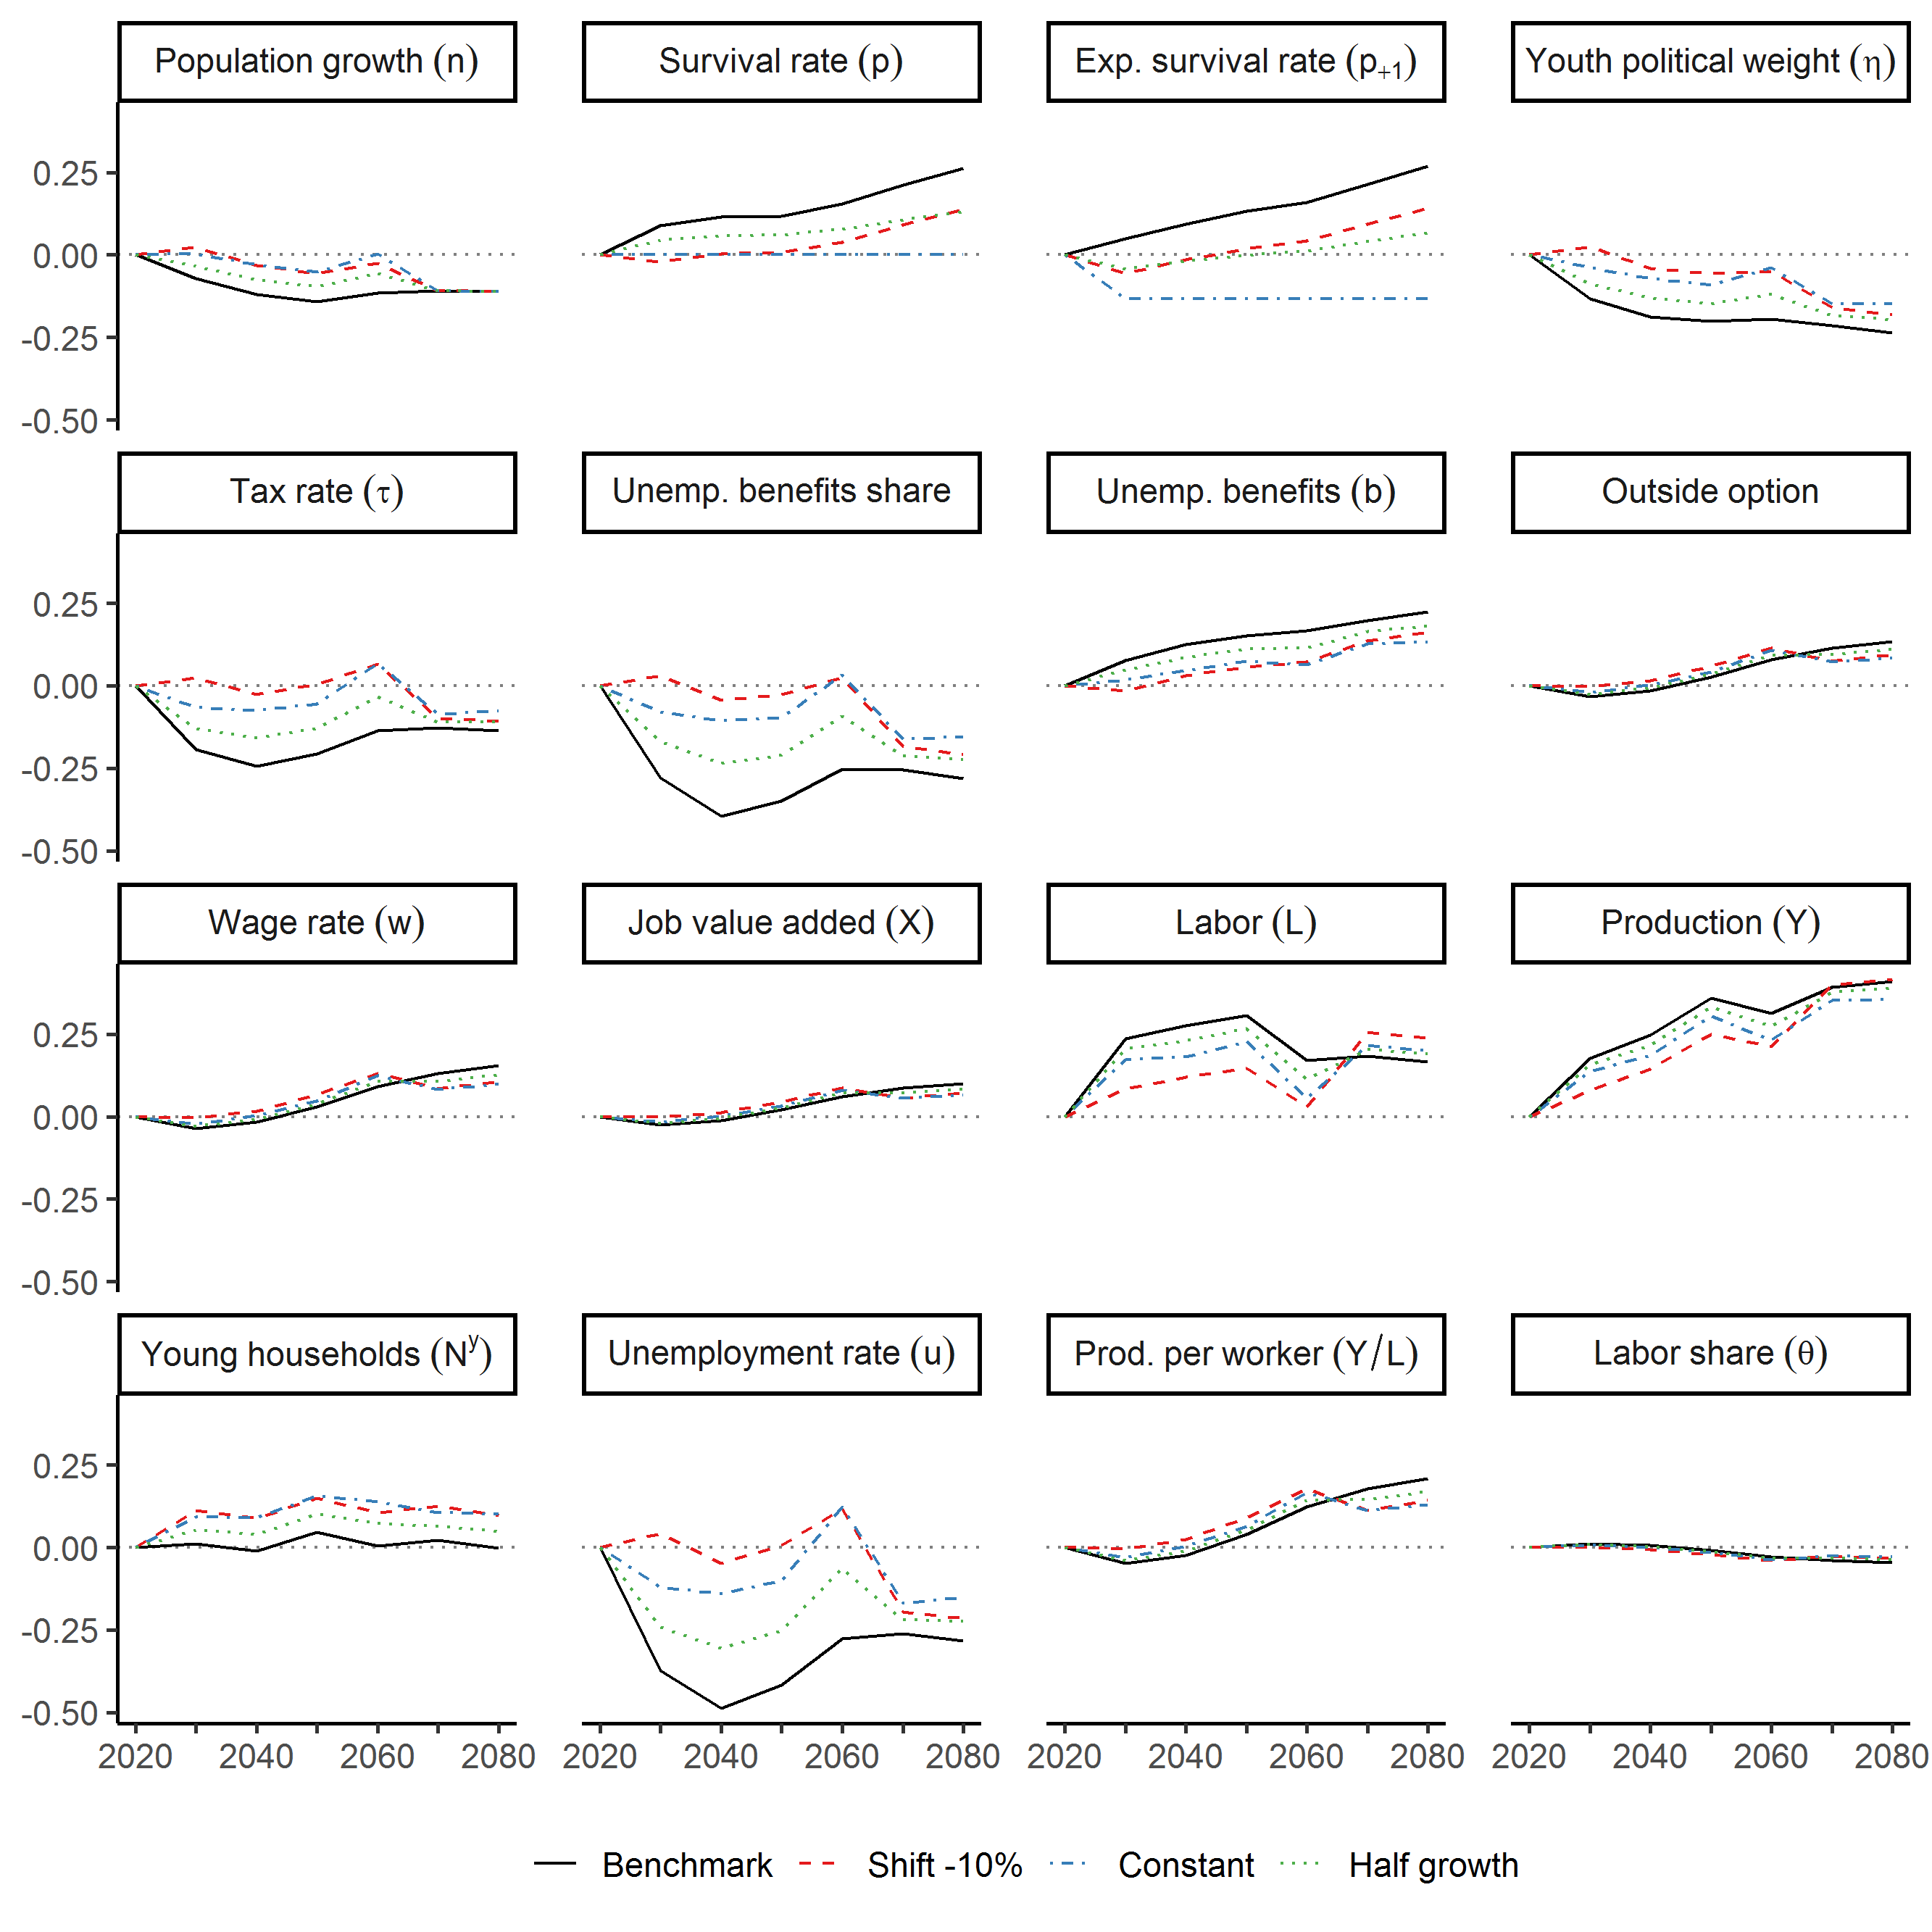 Population growth (n)
Survival rate (p)
Exp. survival rate (p+1)
Youth political weight (η)
0.25
0.00
-0.25
-0.50
Tax rate (τ)
Unemp. benefits share
Unemp. benefits (b)
Outside option
0.25
0.00
-0.25
-0.50
Wage rate (w)
Job value added (X)
Labor (L)
Production (Y)
0.25
0.00
-0.25
-0.50
Young households (N^y)
Unemployment rate (u)
Prod. per worker (Y/L)
Labor share (θ)
0.25
0.00
-0.25
-0.50
2020 2040 2060 2080
2020 2040 2060 2080
2020 2040 2060 2080
2020 2040 2060 2080
Benchmark Shift -10% Constant Half growth